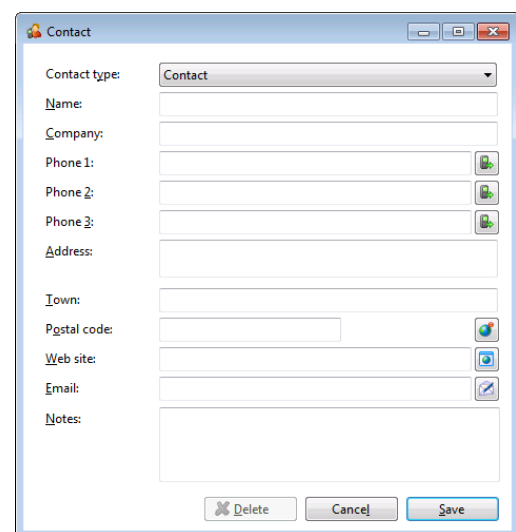 Contact
Contact type: Contact
Name:
Company:
Phone 1:
Phone 2:
Phone 3:
Address:
Town:
Postal code:
Web site:
Email:
Notes:
Delete Cancel Save